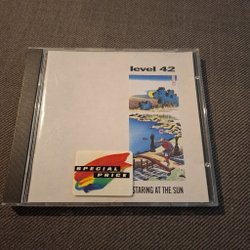 level 42
SPECIAL
PRICE
STARING AT THE SUN